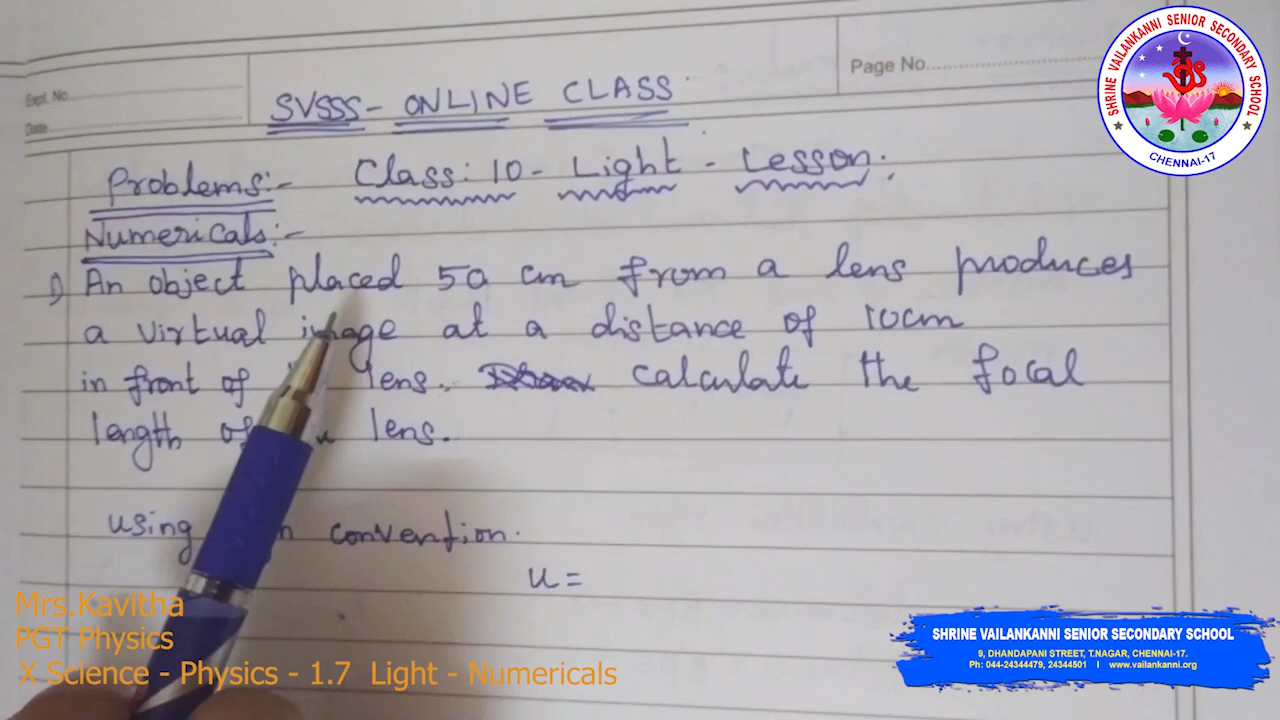 Expt. No.
Date
Page No.
SVSSS - ONLINE CLASS
Problems:- Class: 10 - Light - Lesson.
Numericals:-
1) An object placed 50 cm from a lens produces
a virtual image at a distance of 10cm
in front of lens. calculate the focal
length of lens.
using convention.
u =
Mrs.Kavitha
PGT Physics
X Science - Physics - 1.7 Light - Numericals
SHRINE VAILANKANNI SENIOR SECONDARY SCHOOL
CHENNAI-17
SHRINE VAILANKANNI SENIOR SECONDARY SCHOOL
9, DHANDAPANI STREET, T.NAGAR, CHENNAI-17.
Ph: 044-24344479, 24344501 I www.vailankanni.org